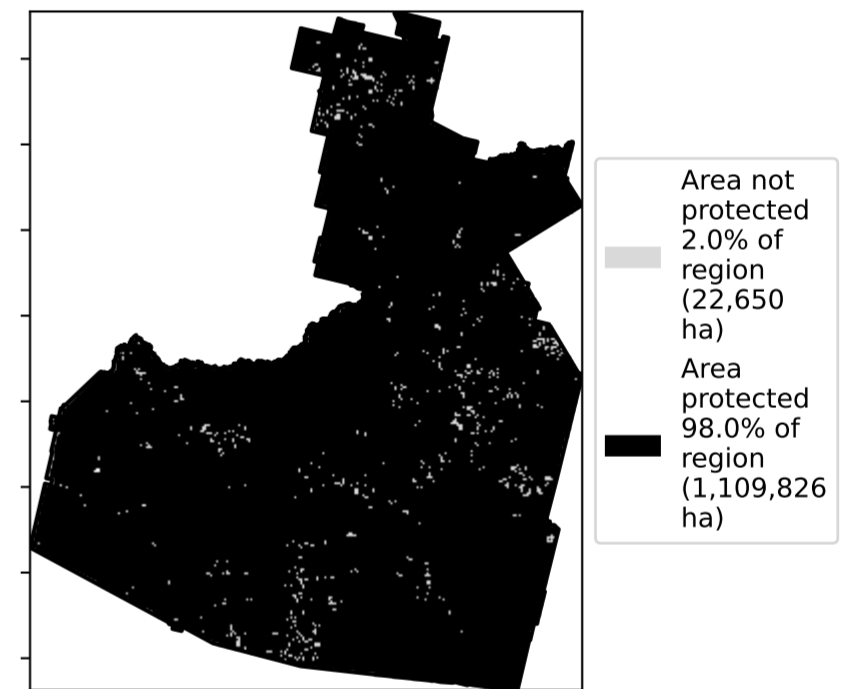 Area not
protected
2.0% of
region
(22,650
ha)
Area
protected
98.0% of
region
(1,109,826
ha)